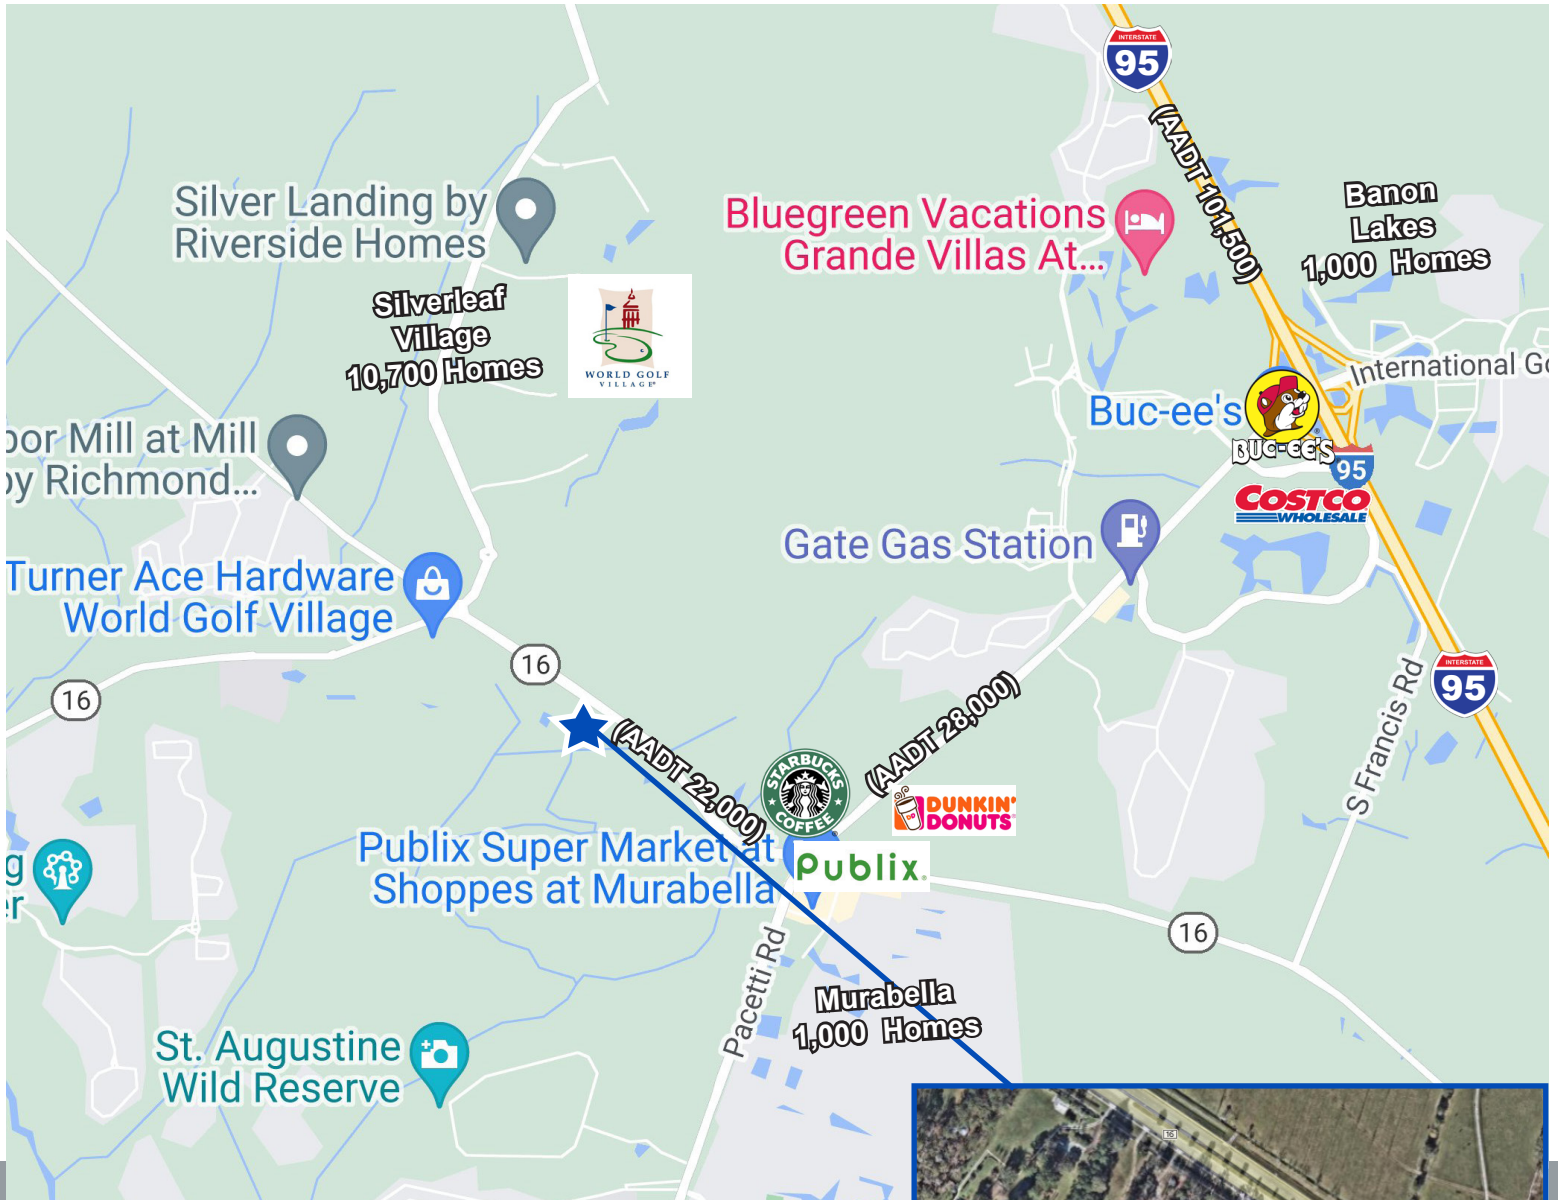 INTERSTATE
95
(AADT 101,500)
Banon
Lakes
1,000 Homes
Silver Landing by
Riverside Homes
Bluegreen Vacations
Grande Villas At...
Silverleaf
Village
10,700 Homes
WORLD GOLF
VILLAGE
International Go
Buc-ee's
BUC-EE'S
95
COSTCO
WHOLESALE
bor Mill at Mill
by Richmond...
Gate Gas Station
Turner Ace Hardware
World Golf Village
16
16
INTERSTATE
95
S Francis Rd
(AADT 22,000)
(AADT 28,000)
STARBUCKS
COFFEE
DUNKIN'
DONUTS
Publix Super Market at
Shoppes at Murabella
Publix.
g
er
16
Pacetti Rd
Murabella
1,000 Homes
St. Augustine
Wild Reserve
16